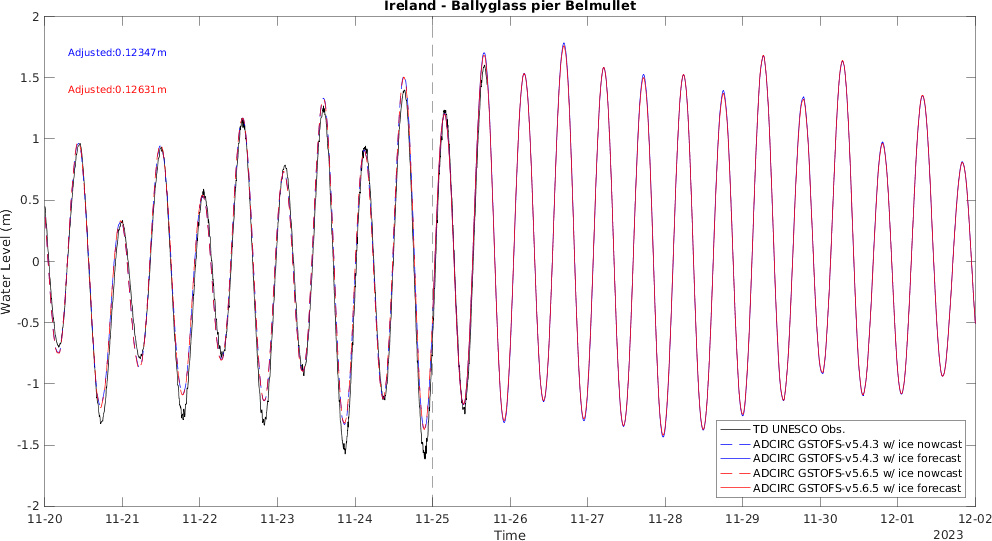 Ireland - Ballyglass pier Belmullet
Adjusted:0.12347m
Adjusted:0.12631m
Water Level (m)
2
1.5
1
0.5
0
-0.5
-1
-1.5
-2
TD UNESCO Obs.
ADCIRC GSTOFS-v5.4.3 w/ ice nowcast
ADCIRC GSTOFS-v5.4.3 w/ ice forecast
ADCIRC GSTOFS-v5.6.5 w/ ice nowcast
ADCIRC GSTOFS-v5.6.5 w/ ice forecast
11-20 11-21 11-22 11-23 11-24 11-25 11-26 11-27 11-28 11-29 11-30 12-01 12-02
Time
2023